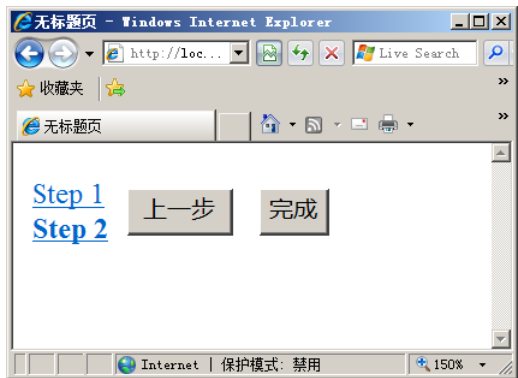 无标题页 - Windows Internet Explorer
http://loc...
Live Search
收藏夹
无标题页
Step 1
Step 2
上一步
完成
Internet | 保护模式: 禁用
150%